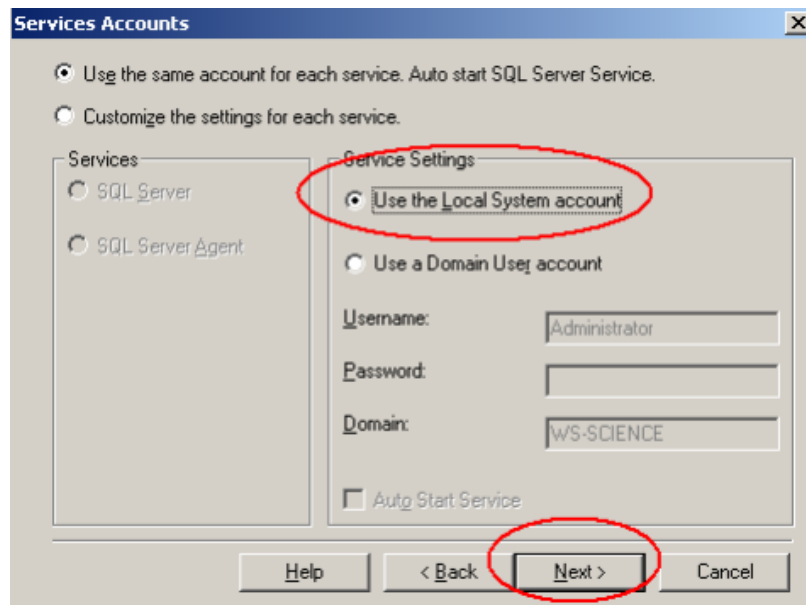 Services Accounts
Use the same account for each service. Auto start SQL Server Service.
Customize the settings for each service.
Services
SQL Server
SQL Server Agent
Service Settings
Use the Local System account
Use a Domain User account
Username:
Administrator
Password:
Domain:
WS-SCIENCE
Auto Start Service
Help
< Back
Next >
Cancel